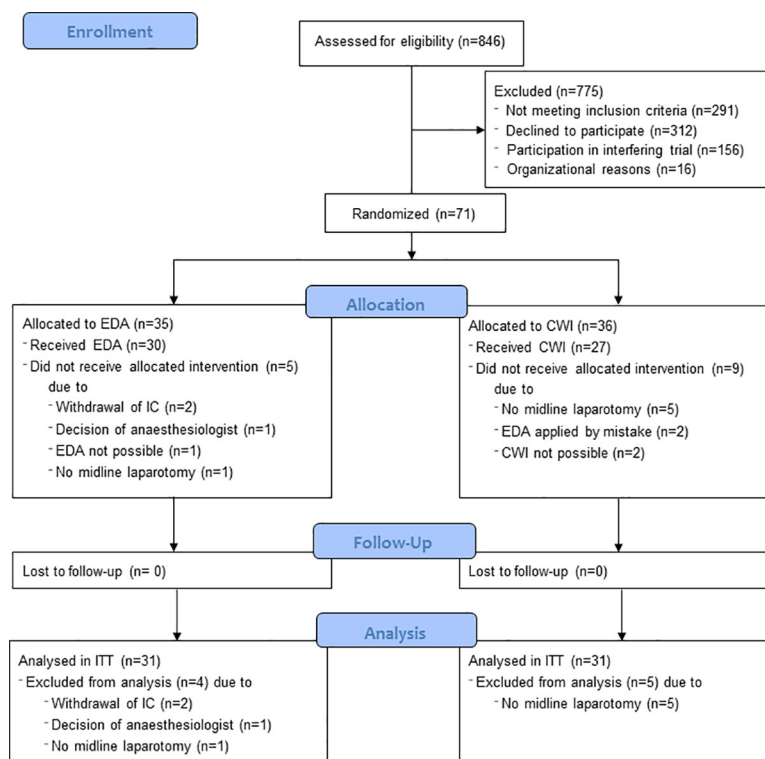 Enrollment
Assessed for eligibility (n=846)
Excluded (n=775)
- Not meeting inclusion criteria (n=291)
- Declined to participate (n=312)
- Participation in interfering trial (n=156)
- Organizational reasons (n=16)
Randomized (n=71)
Allocation
Allocated to EDA (n=35)
- Received EDA (n=30)
- Did not receive allocated intervention (n=5)
due to
- Withdrawal of IC (n=2)
- Decision of anaesthesiologist (n=1)
- EDA not possible (n=1)
- No midline laparotomy (n=1)
Allocated to CWI (n=36)
- Received CWI (n=27)
- Did not receive allocated intervention (n=9)
due to
- No midline laparotomy (n=5)
- EDA applied by mistake (n=2)
- CWI not possible (n=2)
Follow-Up
Lost to follow-up (n= 0)
Lost to follow-up (n=0)
Analysis
Analysed in ITT (n=31)
- Excluded from analysis (n=4) due to
- Withdrawal of IC (n=2)
- Decision of anaesthesiologist (n=1)
- No midline laparotomy (n=1)
Analysed in ITT (n=31)
- Excluded from analysis (n=5) due to
- No midline laparotomy (n=5)